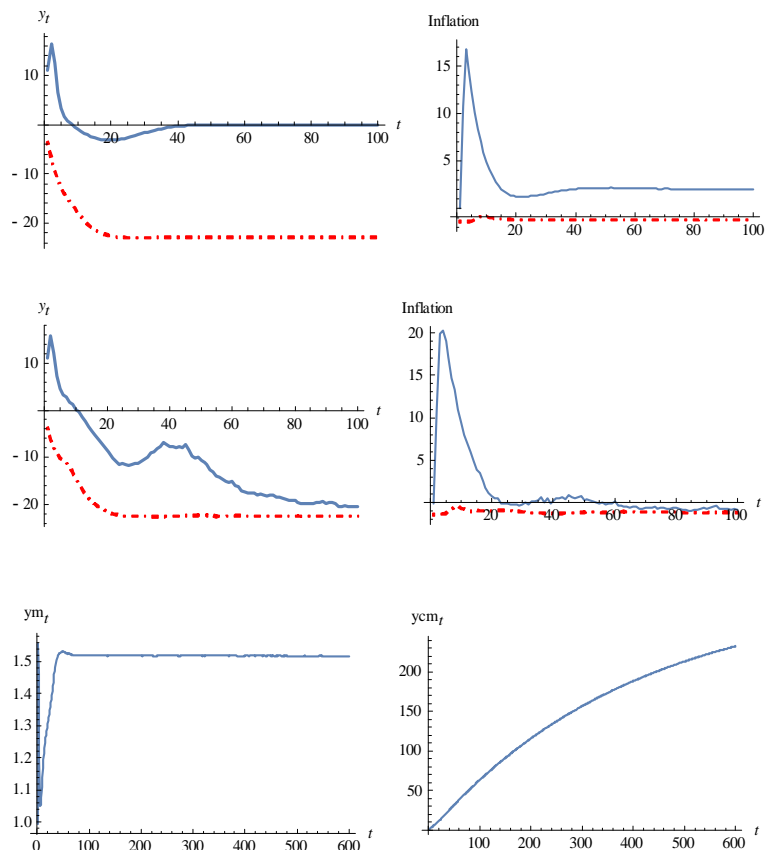 y_t
10
20 40 60 80 100 t
- 10
- 20
Inflation
15
10
5
20 40 60 80 100 t
y_t
10
20 40 60 80 100 t
- 10
- 20
Inflation
20
15
10
5
20 40 60 80 100 t
ym_t
1.5
1.4
1.3
1.2
1.1
1.0
0 100 200 300 400 500 600 t
ycm_t
200
150
100
50
100 200 300 400 500 600 t